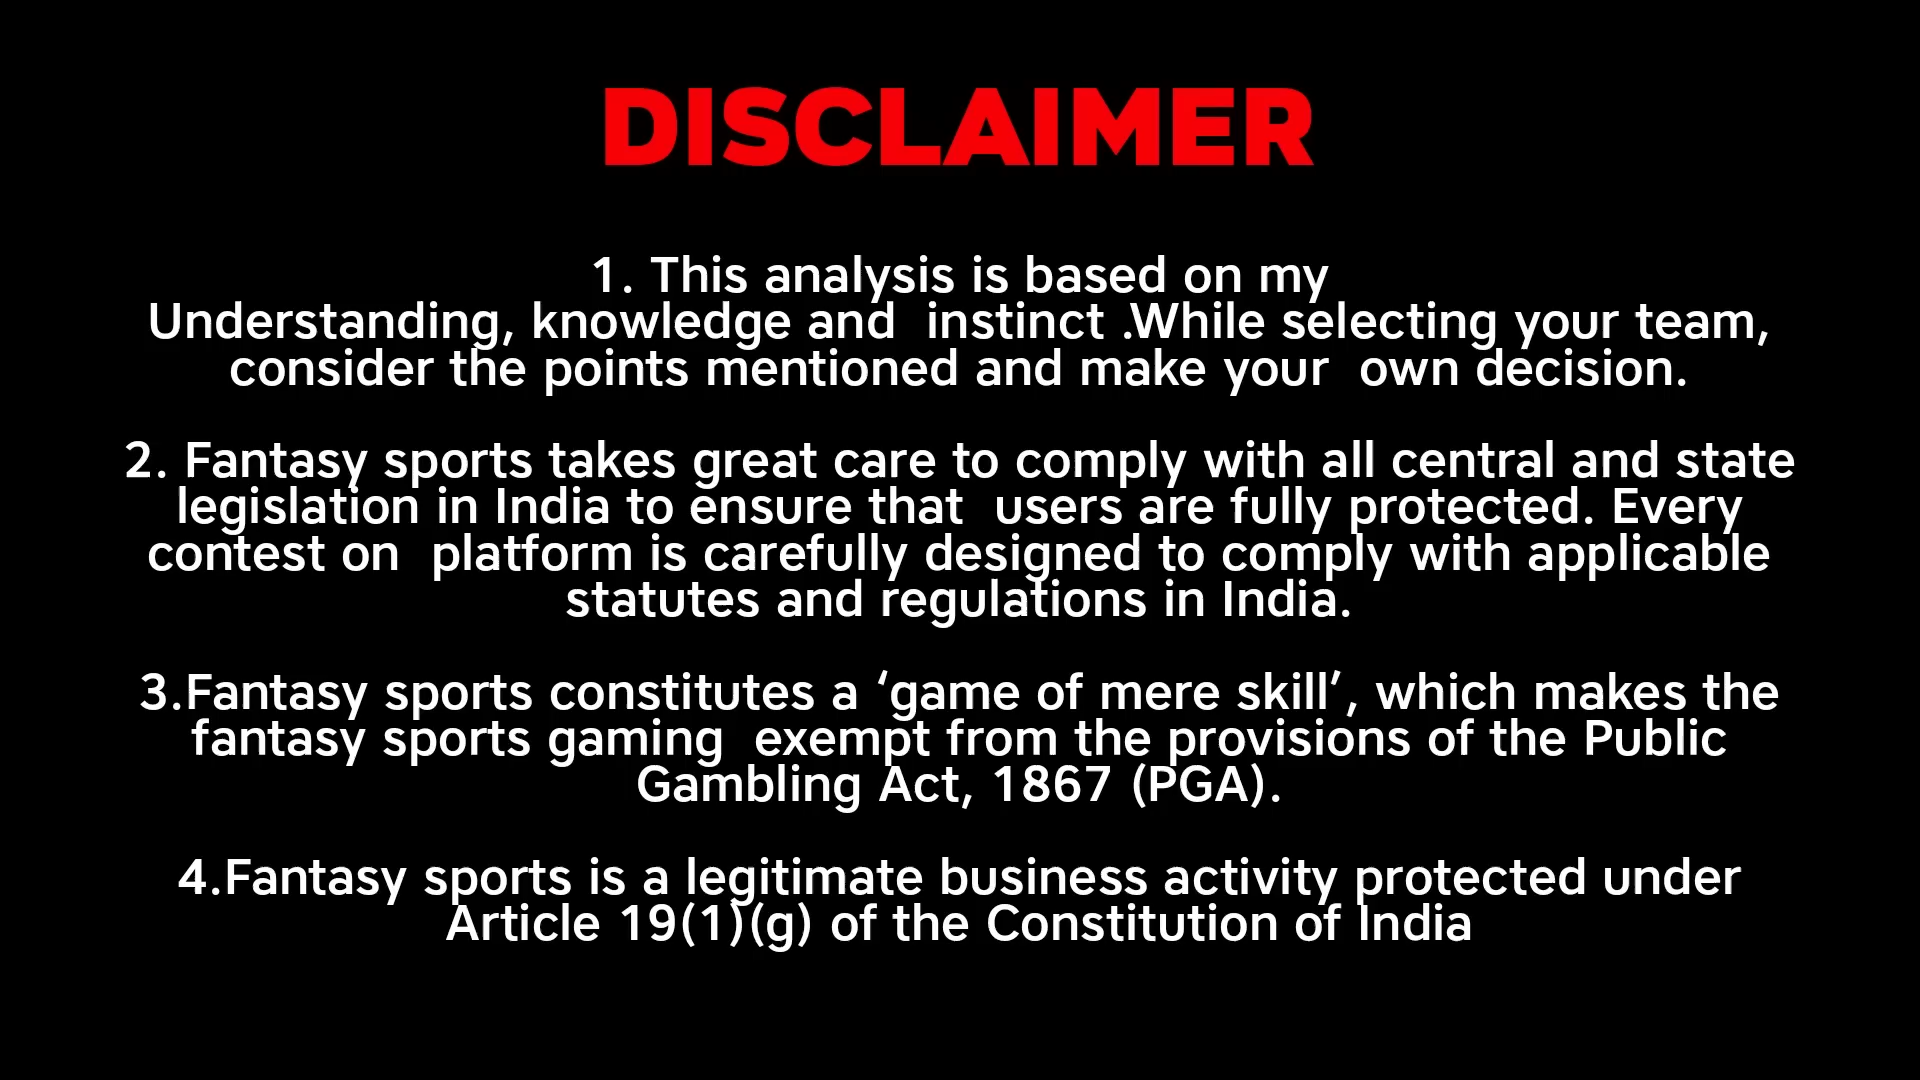 DISCLAIMER
1. This analysis is based on my
Understanding, knowledge and  instinct .While selecting your team,
consider the points mentioned and make your  own decision.
2. Fantasy sports takes great care to comply with all central and state
legislation in India to ensure that  users are fully protected. Every
contest on  platform is carefully designed to comply with applicable
statutes and regulations in India.
3.Fantasy sports constitutes a ‘game of mere skill’, which makes the
fantasy sports gaming  exempt from the provisions of the Public
Gambling Act, 1867 (PGA).
4.Fantasy sports is a legitimate business activity protected under
Article 19(1)(g) of the Constitution of India